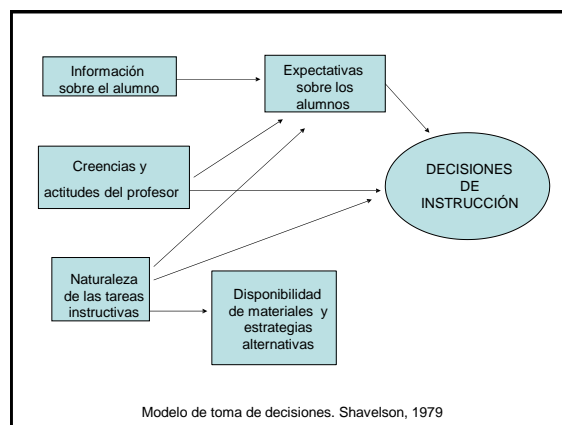 Información
sobre el alumno
Expectativas
sobre los
alumnos
Creencias y
actitudes del profesor
DECISIONES
DE
INSTRUCCIÓN
Naturaleza
de las tareas
instructivas
Disponibilidad
de materiales y
estrategias
alternativas
Modelo de toma de decisiones. Shavelson, 1979